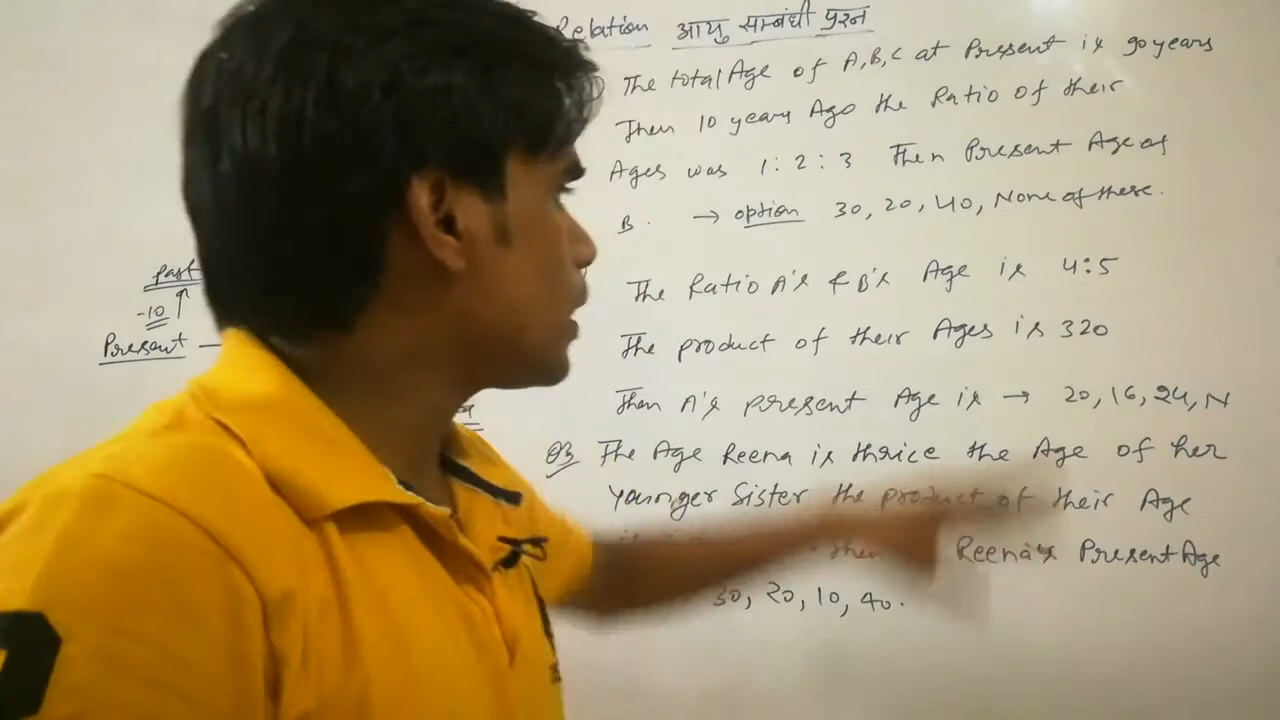 Relation आयु सम्बंधी प्रश्न
The total Age of A,B,C at Present is 90 years
Then 10 years Ago the Ratio of their
Ages was 1:2:3 Then Present Age of
B. → option 30, 20, 40, None of these.
The Ratio A's & B's Age is 4:5
The product of their Ages is 320
Then A's present Age is → 20, 16, 24, N
Q3 The Age Reena is thrice the Age of her
Younger Sister the product of their Age
then Reena's Present Age
30, 20, 10, 40.
Past
-10 ↑
Present —